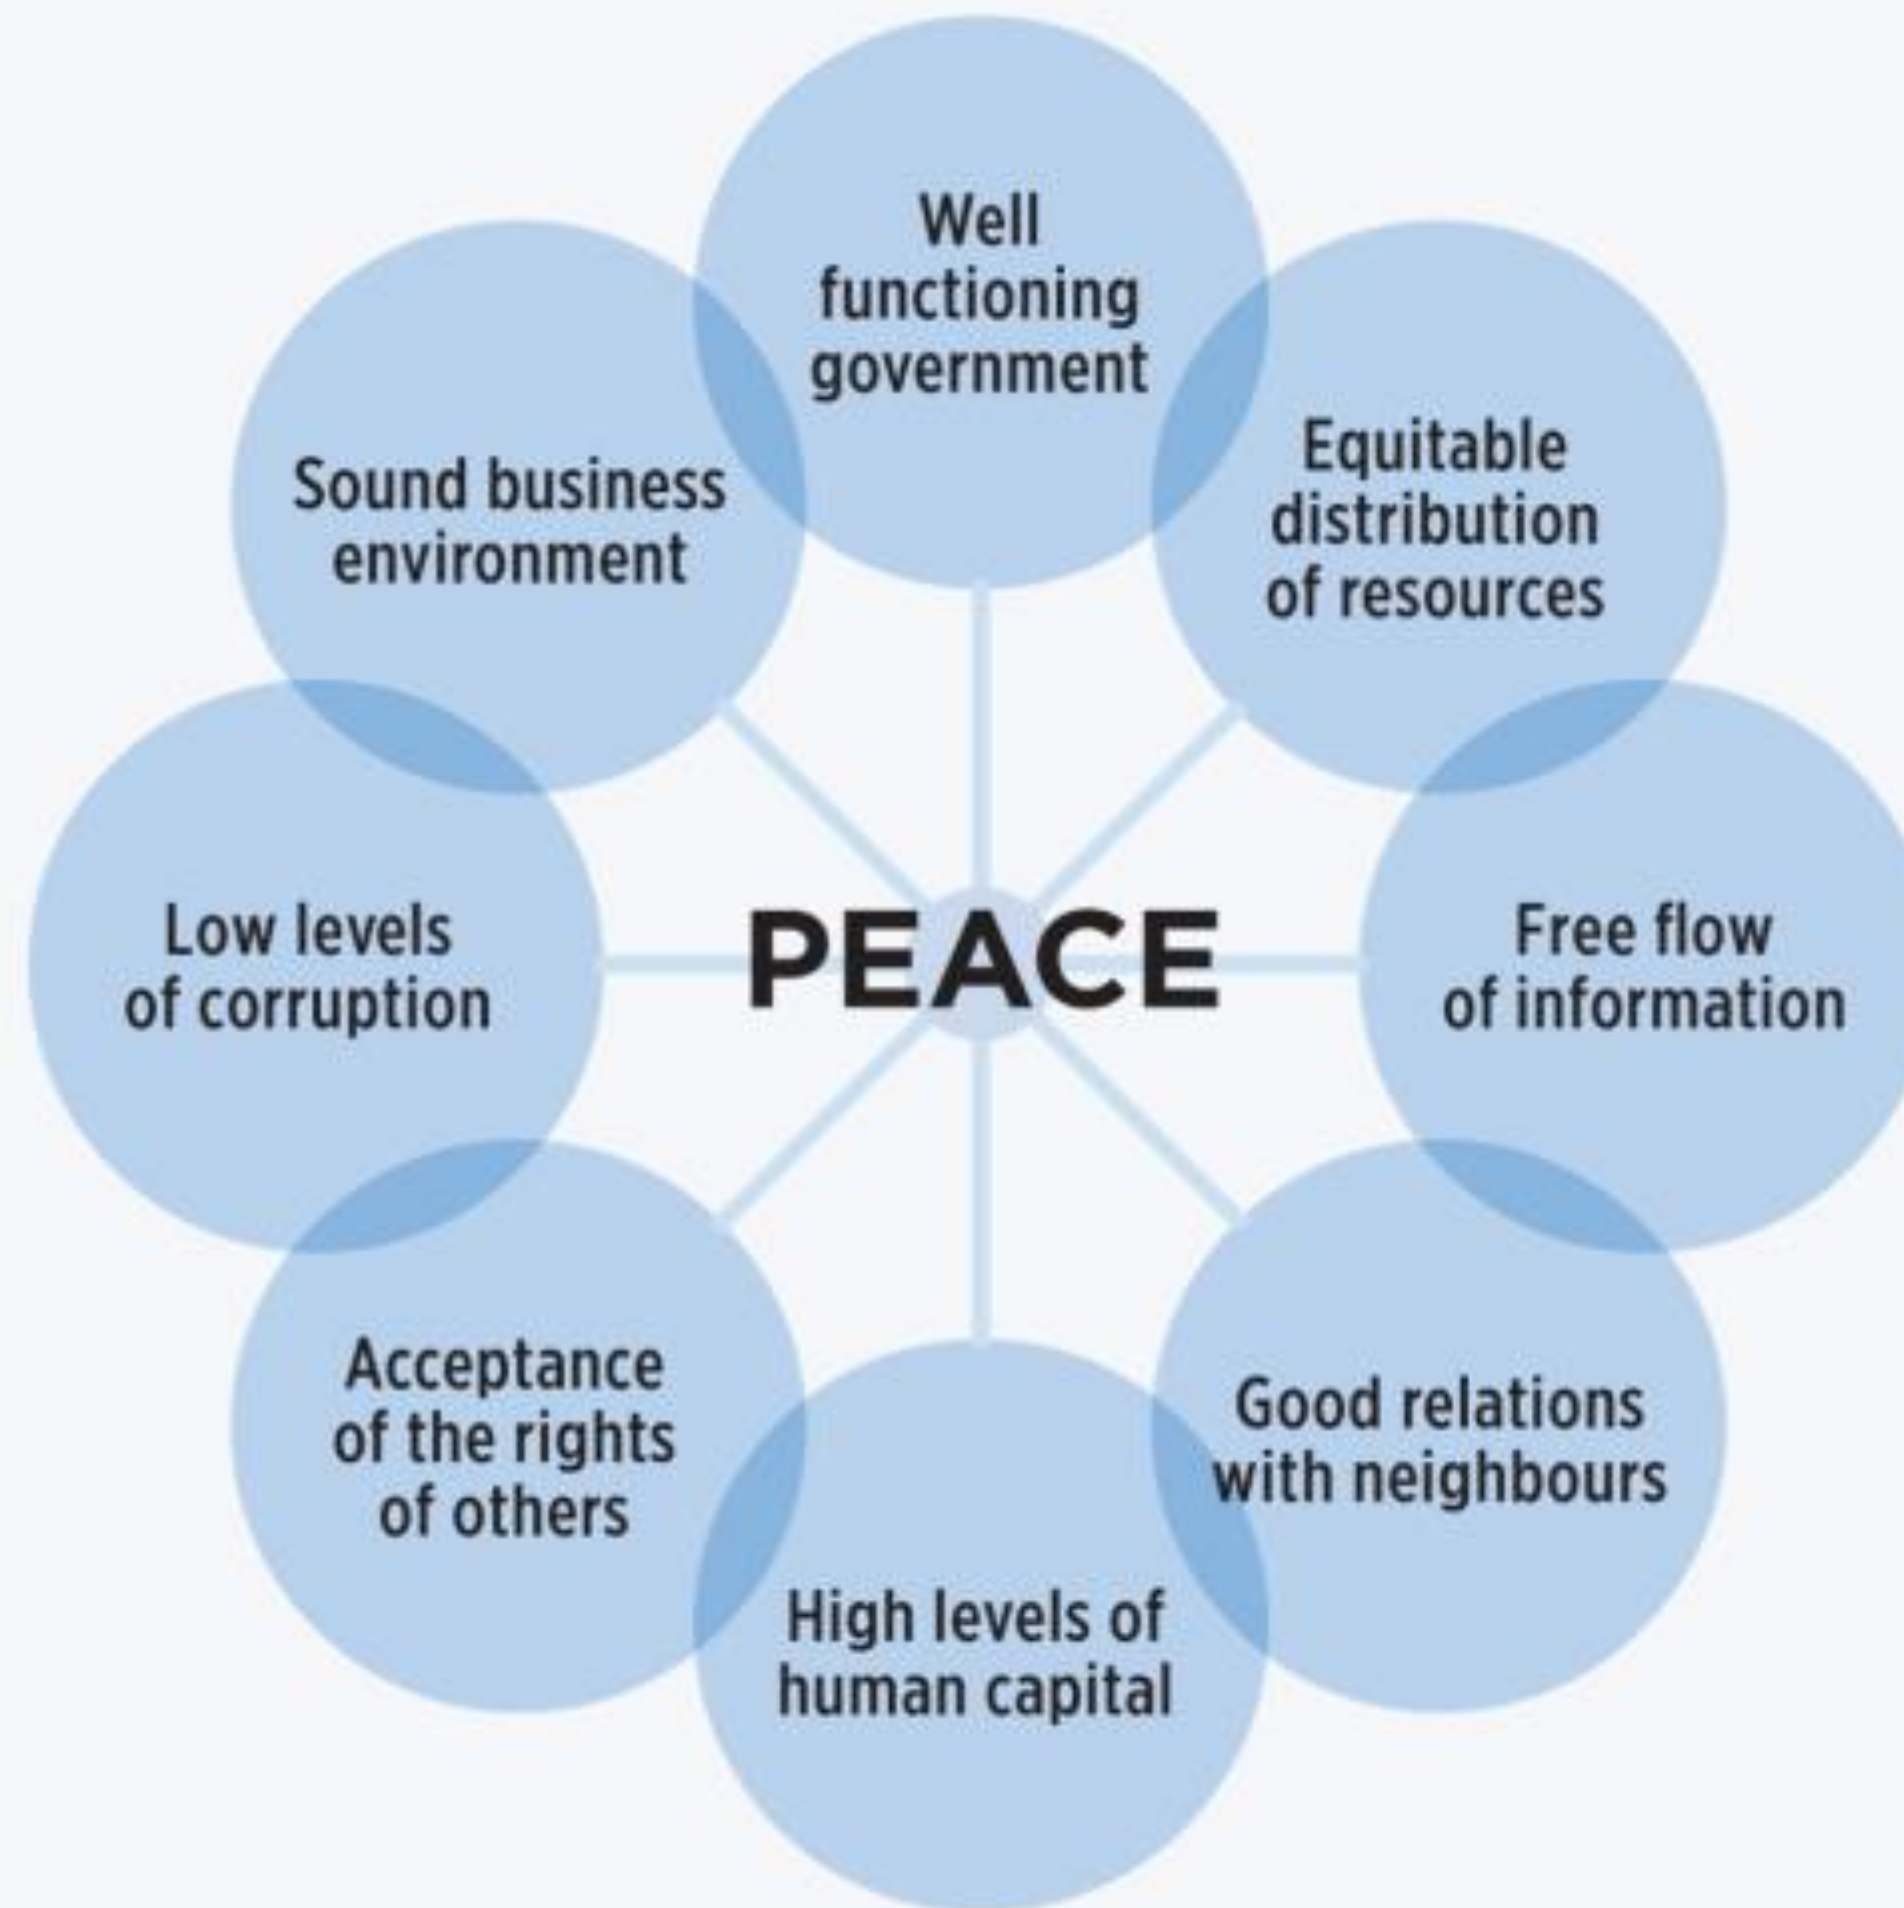 Well
functioning
government
Equitable
distribution
of resources
Sound business
environment
Low levels
of corruption
PEACE
Free flow
of information
Acceptance
of the rights
of others
Good relations
with neighbours
High levels of
human capital